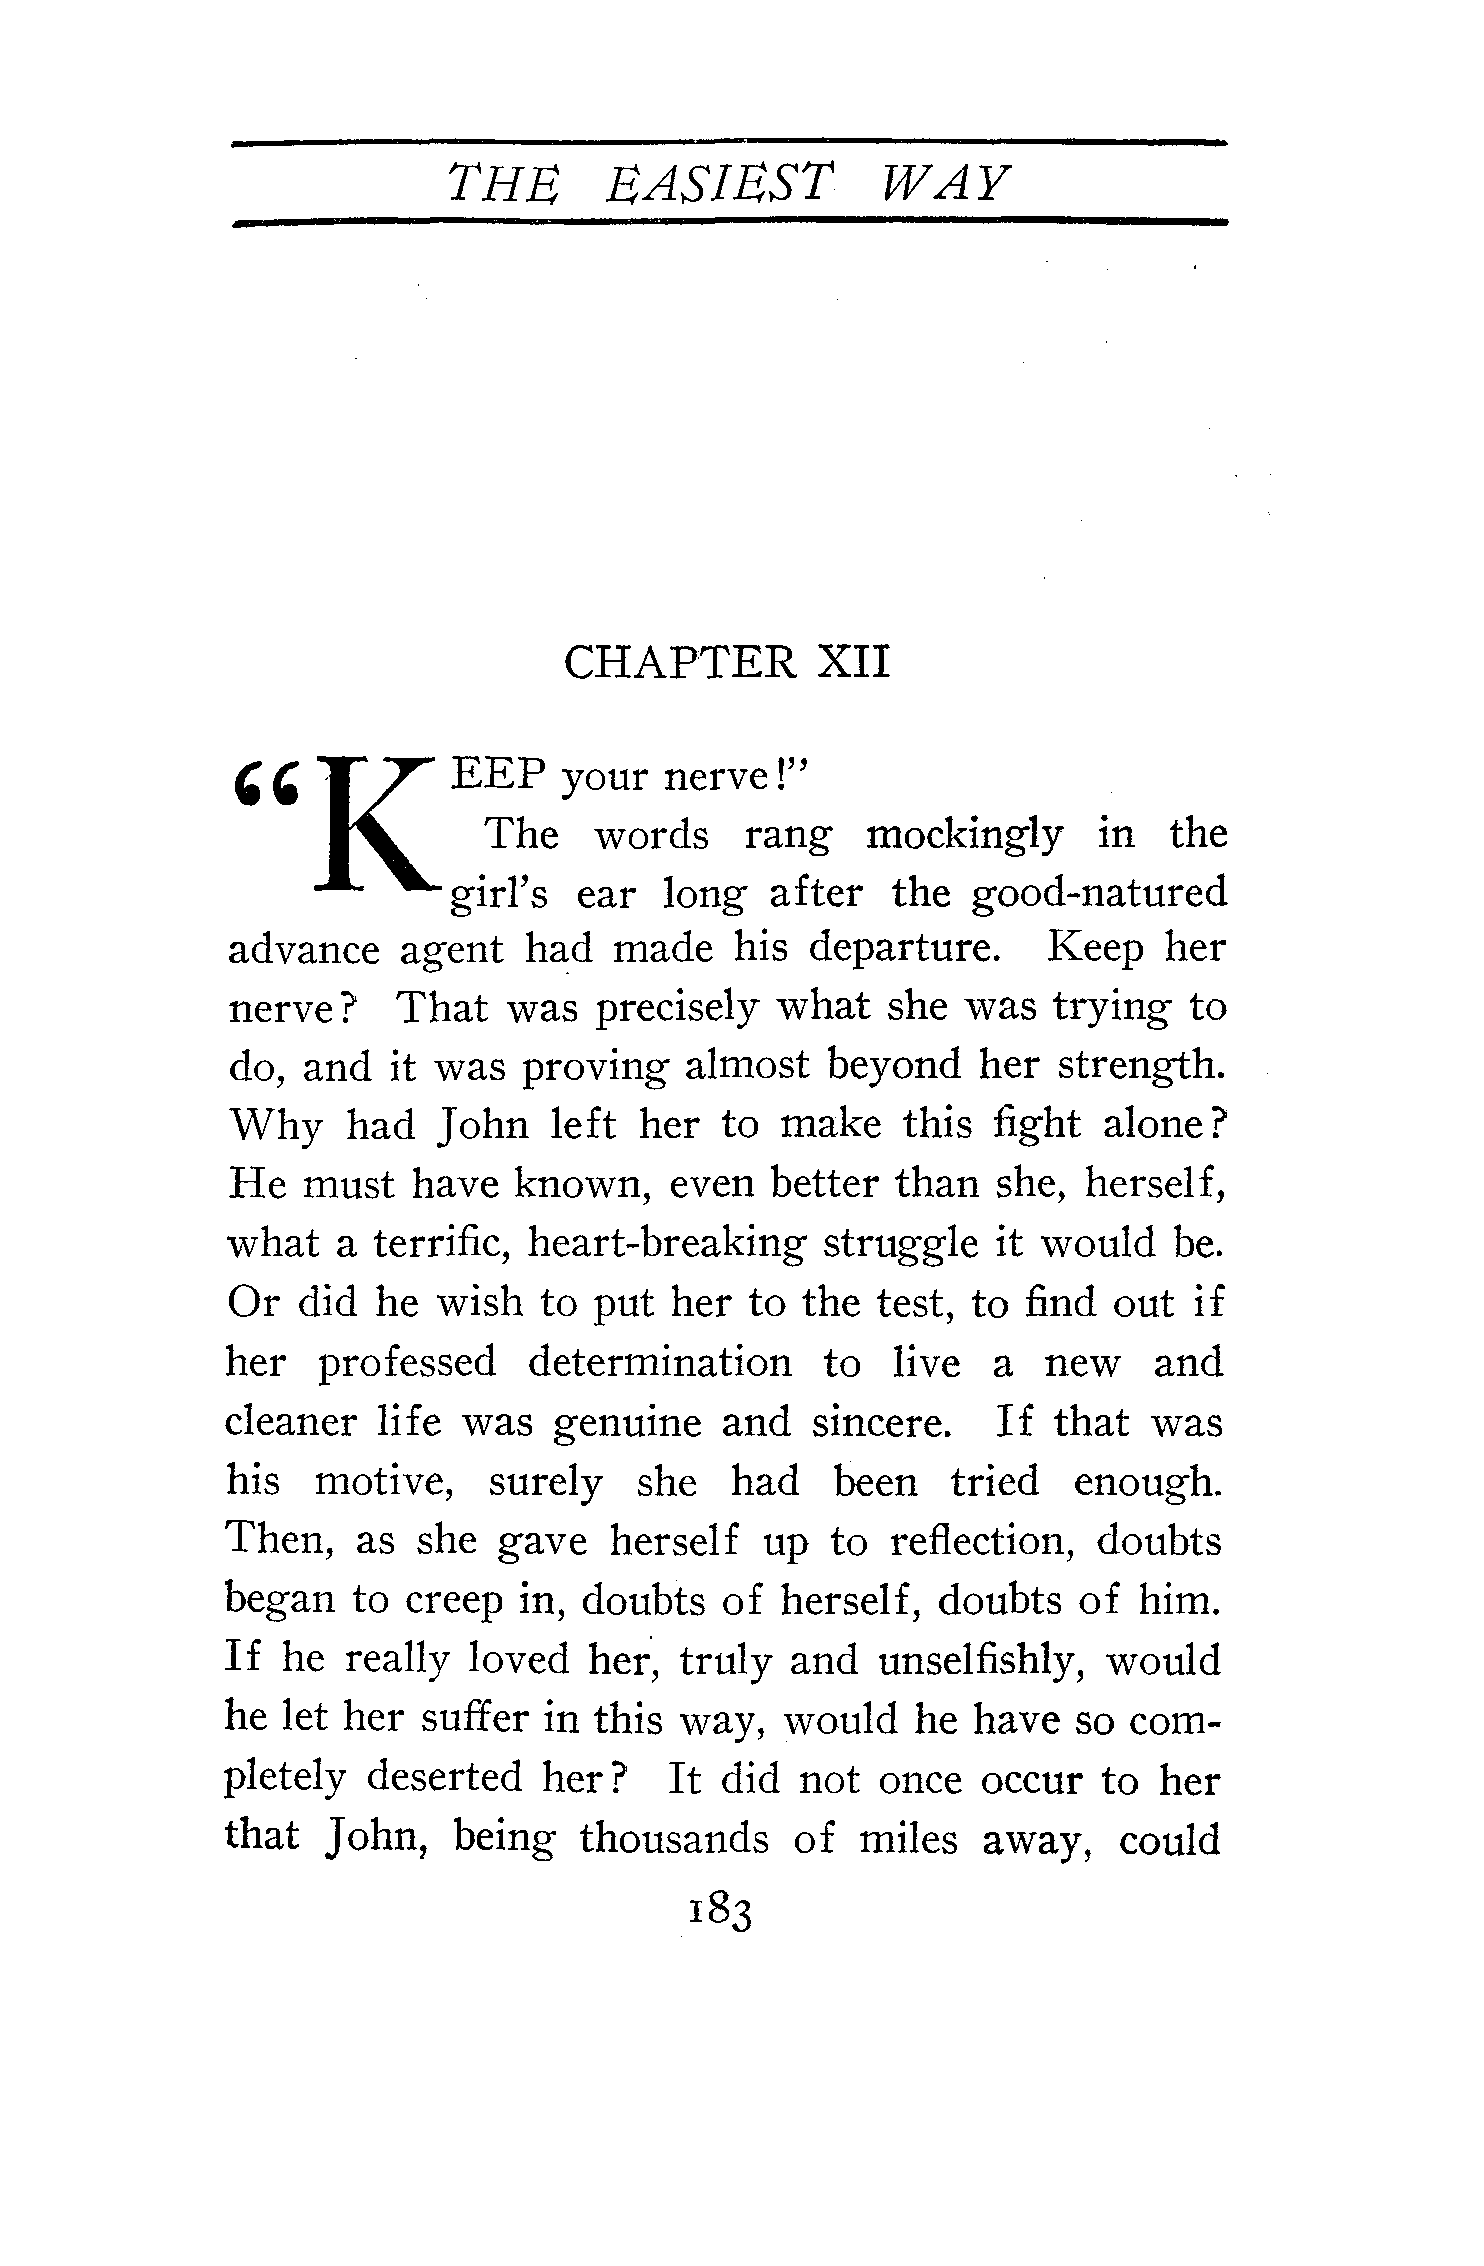 THE EASIEST WAY
CHAPTER XII
“KEEP your nerve!”
The words rang mockingly in the
girl’s ear long after the good-natured
advance agent had made his departure. Keep her
nerve? That was precisely what she was trying to
do, and it was proving almost beyond her strength.
Why had John left her to make this fight alone?
He must have known, even better than she, herself,
what a terrific, heart-breaking struggle it would be.
Or did he wish to put her to the test, to find out if
her professed determination to live a new and
cleaner life was genuine and sincere. If that was
his motive, surely she had been tried enough.
Then, as she gave herself up to reflection, doubts
began to creep in, doubts of herself, doubts of him.
If he really loved her, truly and unselfishly, would
he let her suffer in this way, would he have so com-
pletely deserted her? It did not once occur to her
that John, being thousands of miles away, could
183